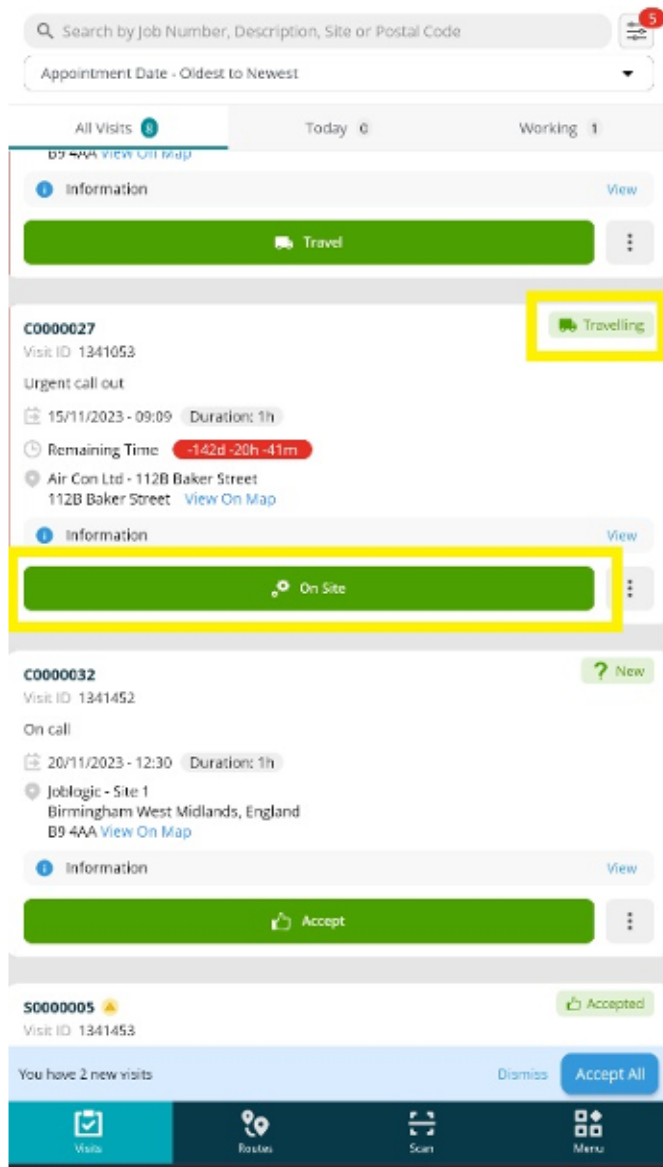 Search by Job Number, Description, Site or Postal Code
5
Appointment Date - Oldest to Newest
All Visits 8 Today 0 Working 1
B9 4AA View On Map
Information View
Travel
C0000027 Travelling
Visit ID 1341053
Urgent call out
15/11/2023 - 09:09 Duration: 1h
Remaining Time -142d -20h -41m
Air Con Ltd - 112B Baker Street
112B Baker Street View On Map
Information View
On Site
C0000032 ? New
Visit ID 1341452
On call
20/11/2023 - 12:30 Duration: 1h
Joblogic - Site 1
Birmingham West Midlands, England
B9 4AA View On Map
Information View
Accept
S0000005 Accepted
Visit ID 1341453
You have 2 new visits Dismiss Accept All
Visits Routes Scan Menu